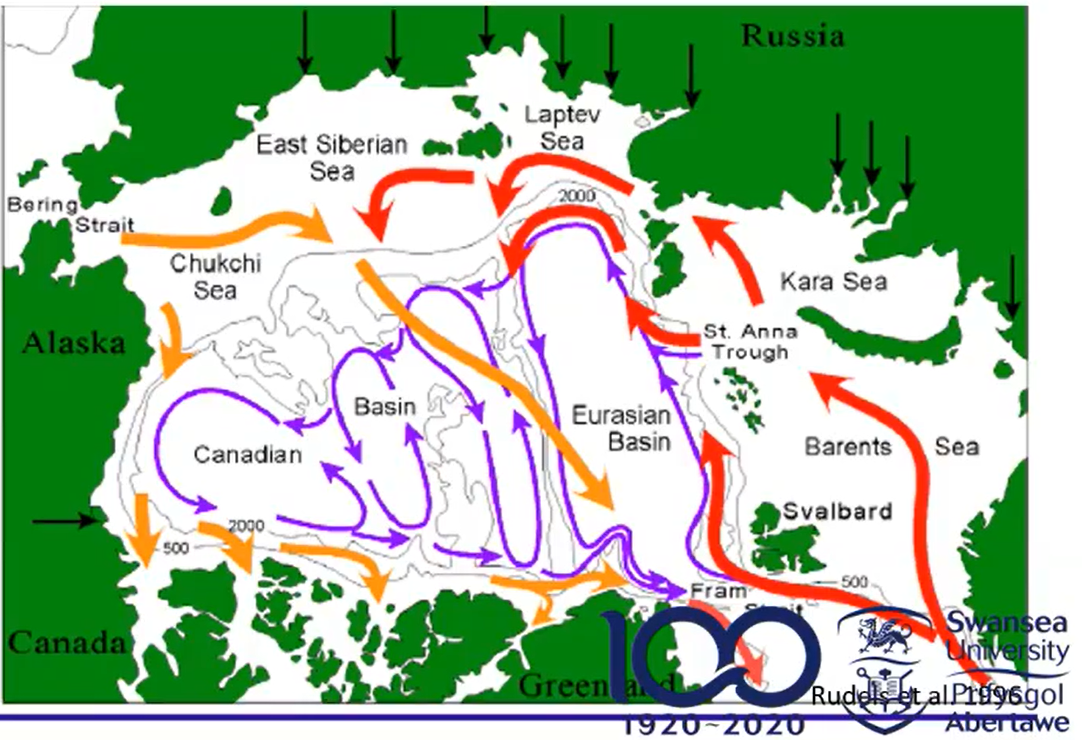 Russia
Laptev
Sea
East Siberian
Sea
2000
Bering
Strait
Chukchi
Sea
Kara Sea
Alaska
St. Anna
Trough
Basin
Eurasian
Basin
Canadian
Barents Sea
Svalbard
2000
500
500
Fram
Strait
Canada
Greenland
100
1920~2020
Swansea
University
Prifysgol
Abertawe
Rudels et al. 1996